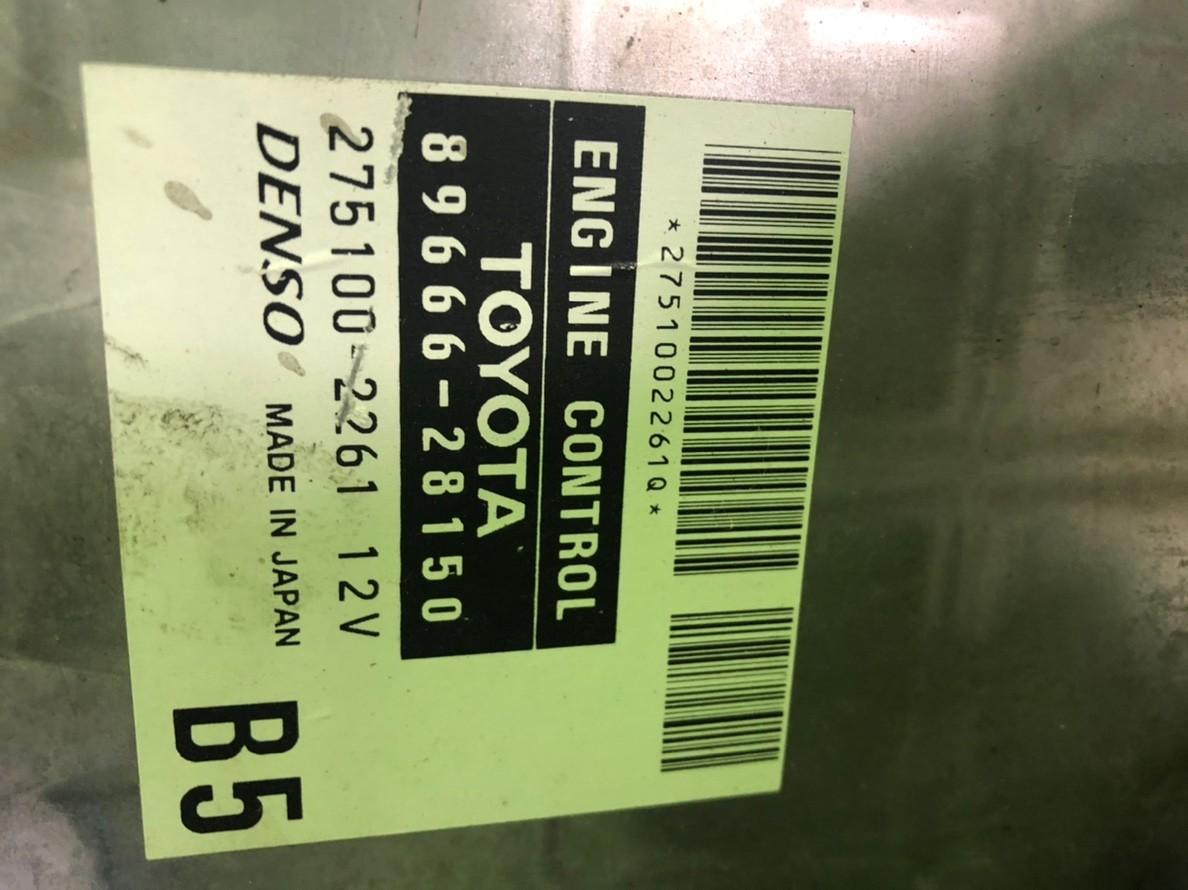 *2751002261Q*
ENGINE CONTROL
TOYOTA
89666-28150
275100-2261 12V
DENSO MADE IN JAPAN
B5